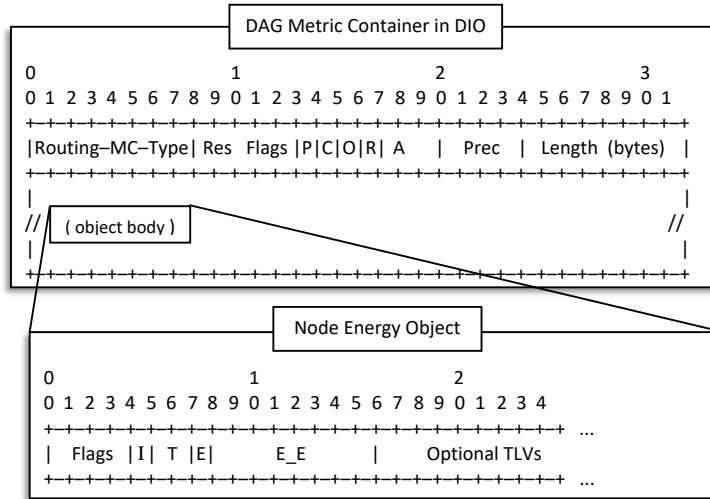 DAG Metric Container in DIO
0 1 2 3
0 1 2 3 4 5 6 7 8 9 0 1 2 3 4 5 6 7 8 9 0 1 2 3 4 5 6 7 8 9 0 1
+–+–+–+–+–+–+–+–+–+–+–+–+–+–+–+–+–+–+–+–+–+–+–+–+–+–+–+–+–+–+–+–+
|Routing–MC–Type| Res Flags |P|C|O|R| A | Prec | Length (bytes) |
+–+–+–+–+–+–+–+–+–+–+–+–+–+–+–+–+–+–+–+–+–+–+–+–+–+–+–+–+–+–+–+–+
| |
// ( object body ) //
| |
+–+–+–+–+–+–+–+–+–+–+–+–+–+–+–+–+–+–+–+–+–+–+–+–+–+–+–+–+–+–+–+–+
Node Energy Object
0 1 2
0 1 2 3 4 5 6 7 8 9 0 1 2 3 4 5 6 7 8 9 0 1 2 3 4
+–+–+–+–+–+–+–+–+–+–+–+–+–+–+–+–+–+–+–+–+–+–+–+–+–+ ...
| Flags |I| T |E| E_E | Optional TLVs
+–+–+–+–+–+–+–+–+–+–+–+–+–+–+–+–+–+–+–+–+–+–+–+–+–+ ...